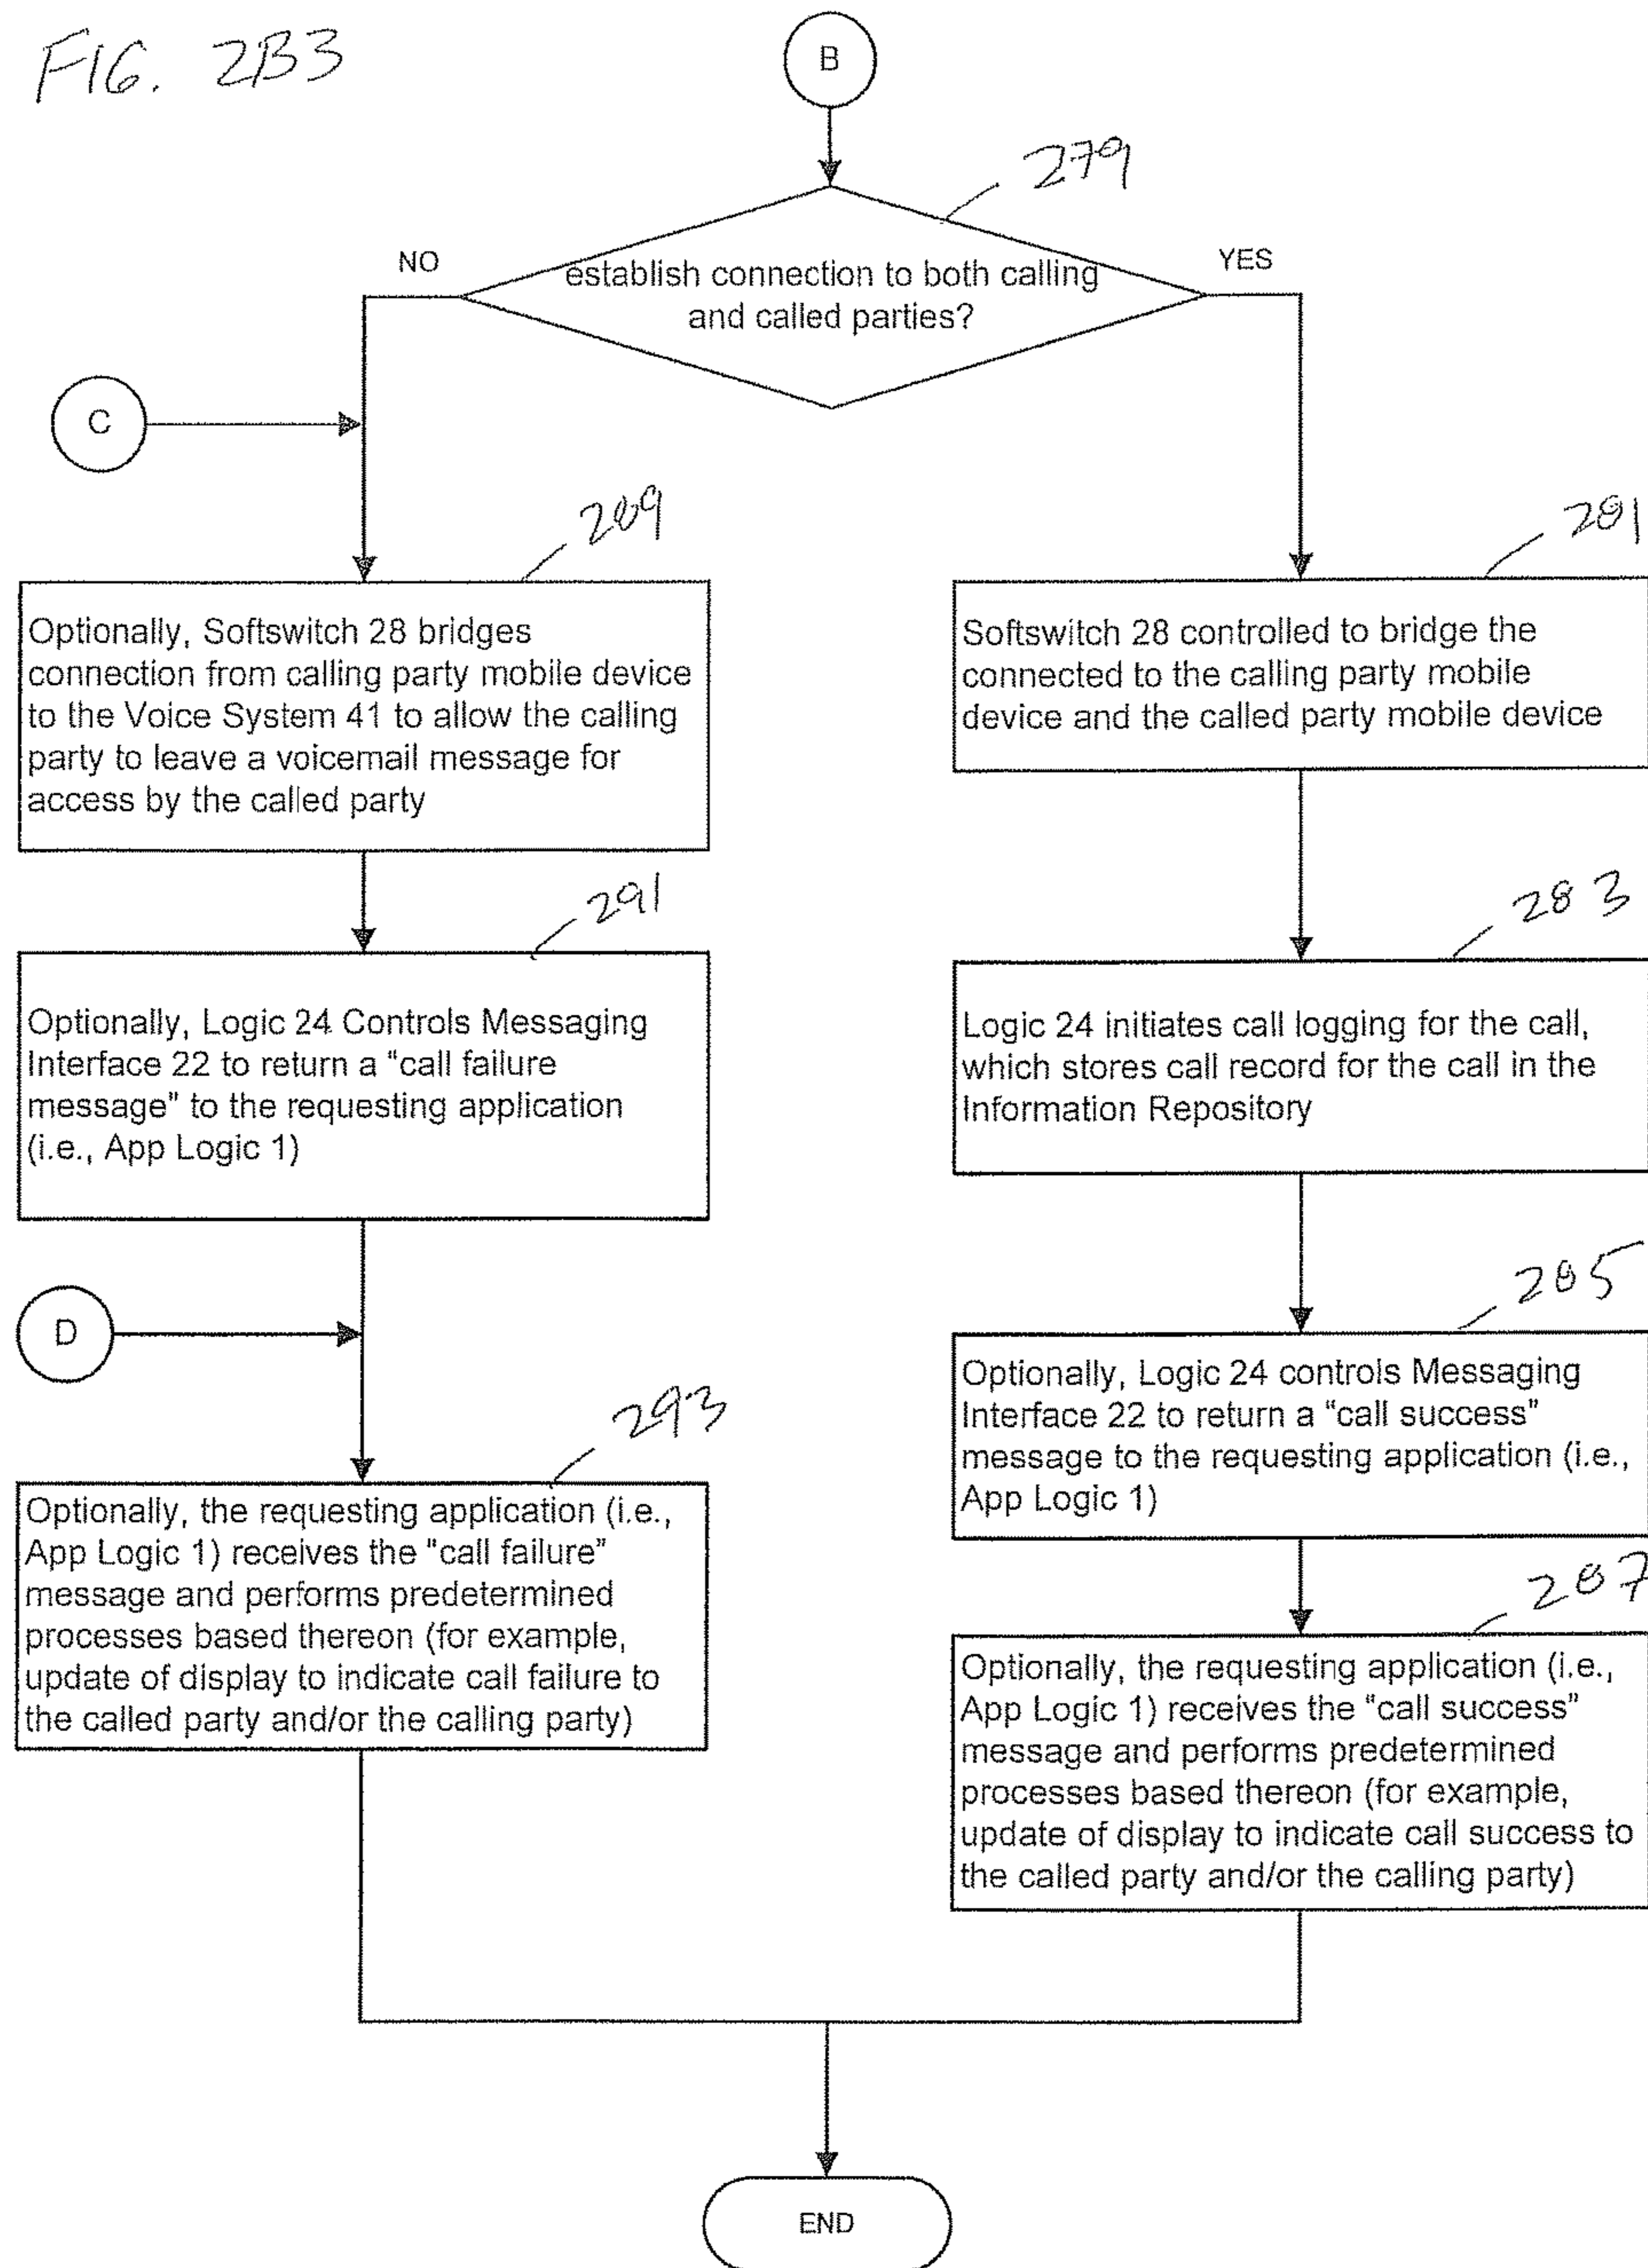 FIG. 2B3
B
279
NO
YES
establish connection to both calling
and called parties?
C
289
281
Optionally, Softswitch 28 bridges
connection from calling party mobile device
to the Voice System 41 to allow the calling
party to leave a voicemail message for
access by the called party
Softswitch 28 controlled to bridge the
connected to the calling party mobile
device and the called party mobile device
291
283
Optionally, Logic 24 Controls Messaging
Interface 22 to return a "call failure
message" to the requesting application
(i.e., App Logic 1)
Logic 24 initiates call logging for the call,
which stores call record for the call in the
Information Repository
D
285
293
Optionally, Logic 24 controls Messaging
Interface 22 to return a "call success"
message to the requesting application (i.e.,
App Logic 1)
Optionally, the requesting application (i.e.,
App Logic 1) receives the "call failure"
message and performs predetermined
processes based thereon (for example,
update of display to indicate call failure to
the called party and/or the calling party)
287
Optionally, the requesting application (i.e.,
App Logic 1) receives the "call success"
message and performs predetermined
processes based thereon (for example,
update of display to indicate call success to
the called party and/or the calling party)
END